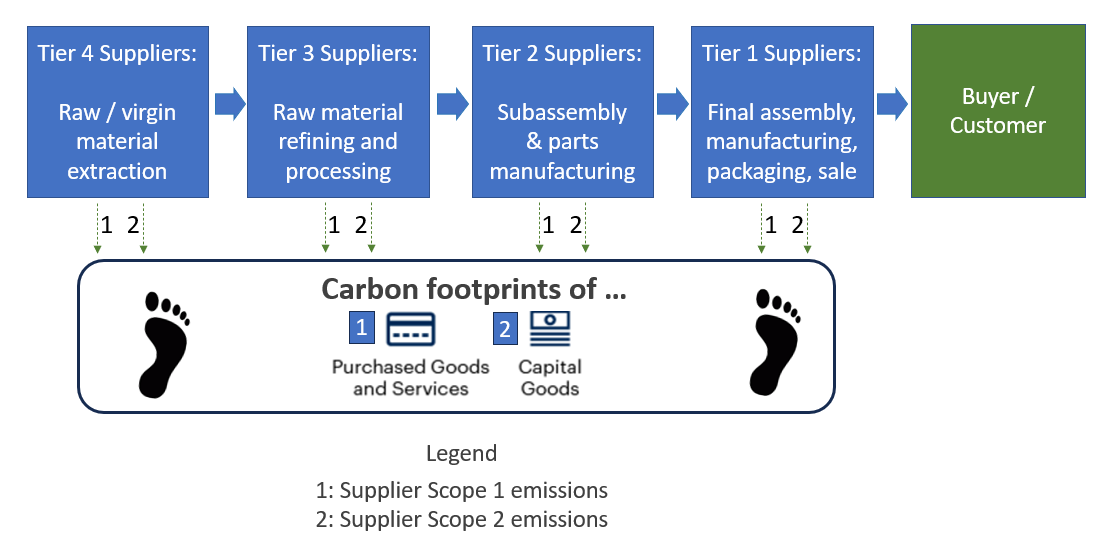 Tier 4 Suppliers:
Raw / virgin
material
extraction
Tier 3 Suppliers:
Raw material
refining and
processing
Tier 2 Suppliers:
Subassembly
& parts
manufacturing
Tier 1 Suppliers:
Final assembly,
manufacturing,
packaging, sale
Buyer /
Customer
1 2
1 2
1 2
1 2
Carbon footprints of ...
1
Purchased Goods
and Services
2
Capital
Goods
Legend
1: Supplier Scope 1 emissions
2: Supplier Scope 2 emissions